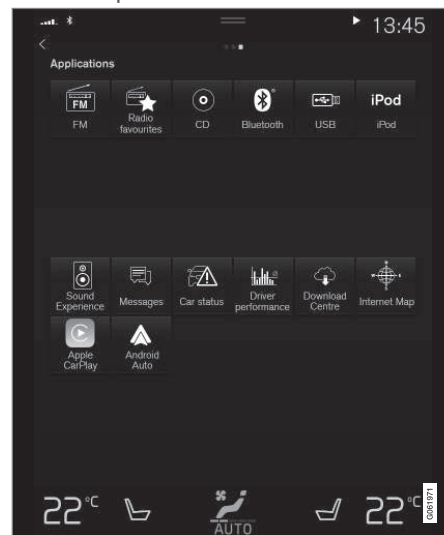 13:45
Applications
FM
FM
Radio
favourites
CD
Bluetooth
USB
iPod
iPod
Sound
Experience
Messages
Car status
Driver
performance
Download
Centre
Internet Map
Apple
CarPlay
Android
Auto
22°C
AUTO
22°C
G061971